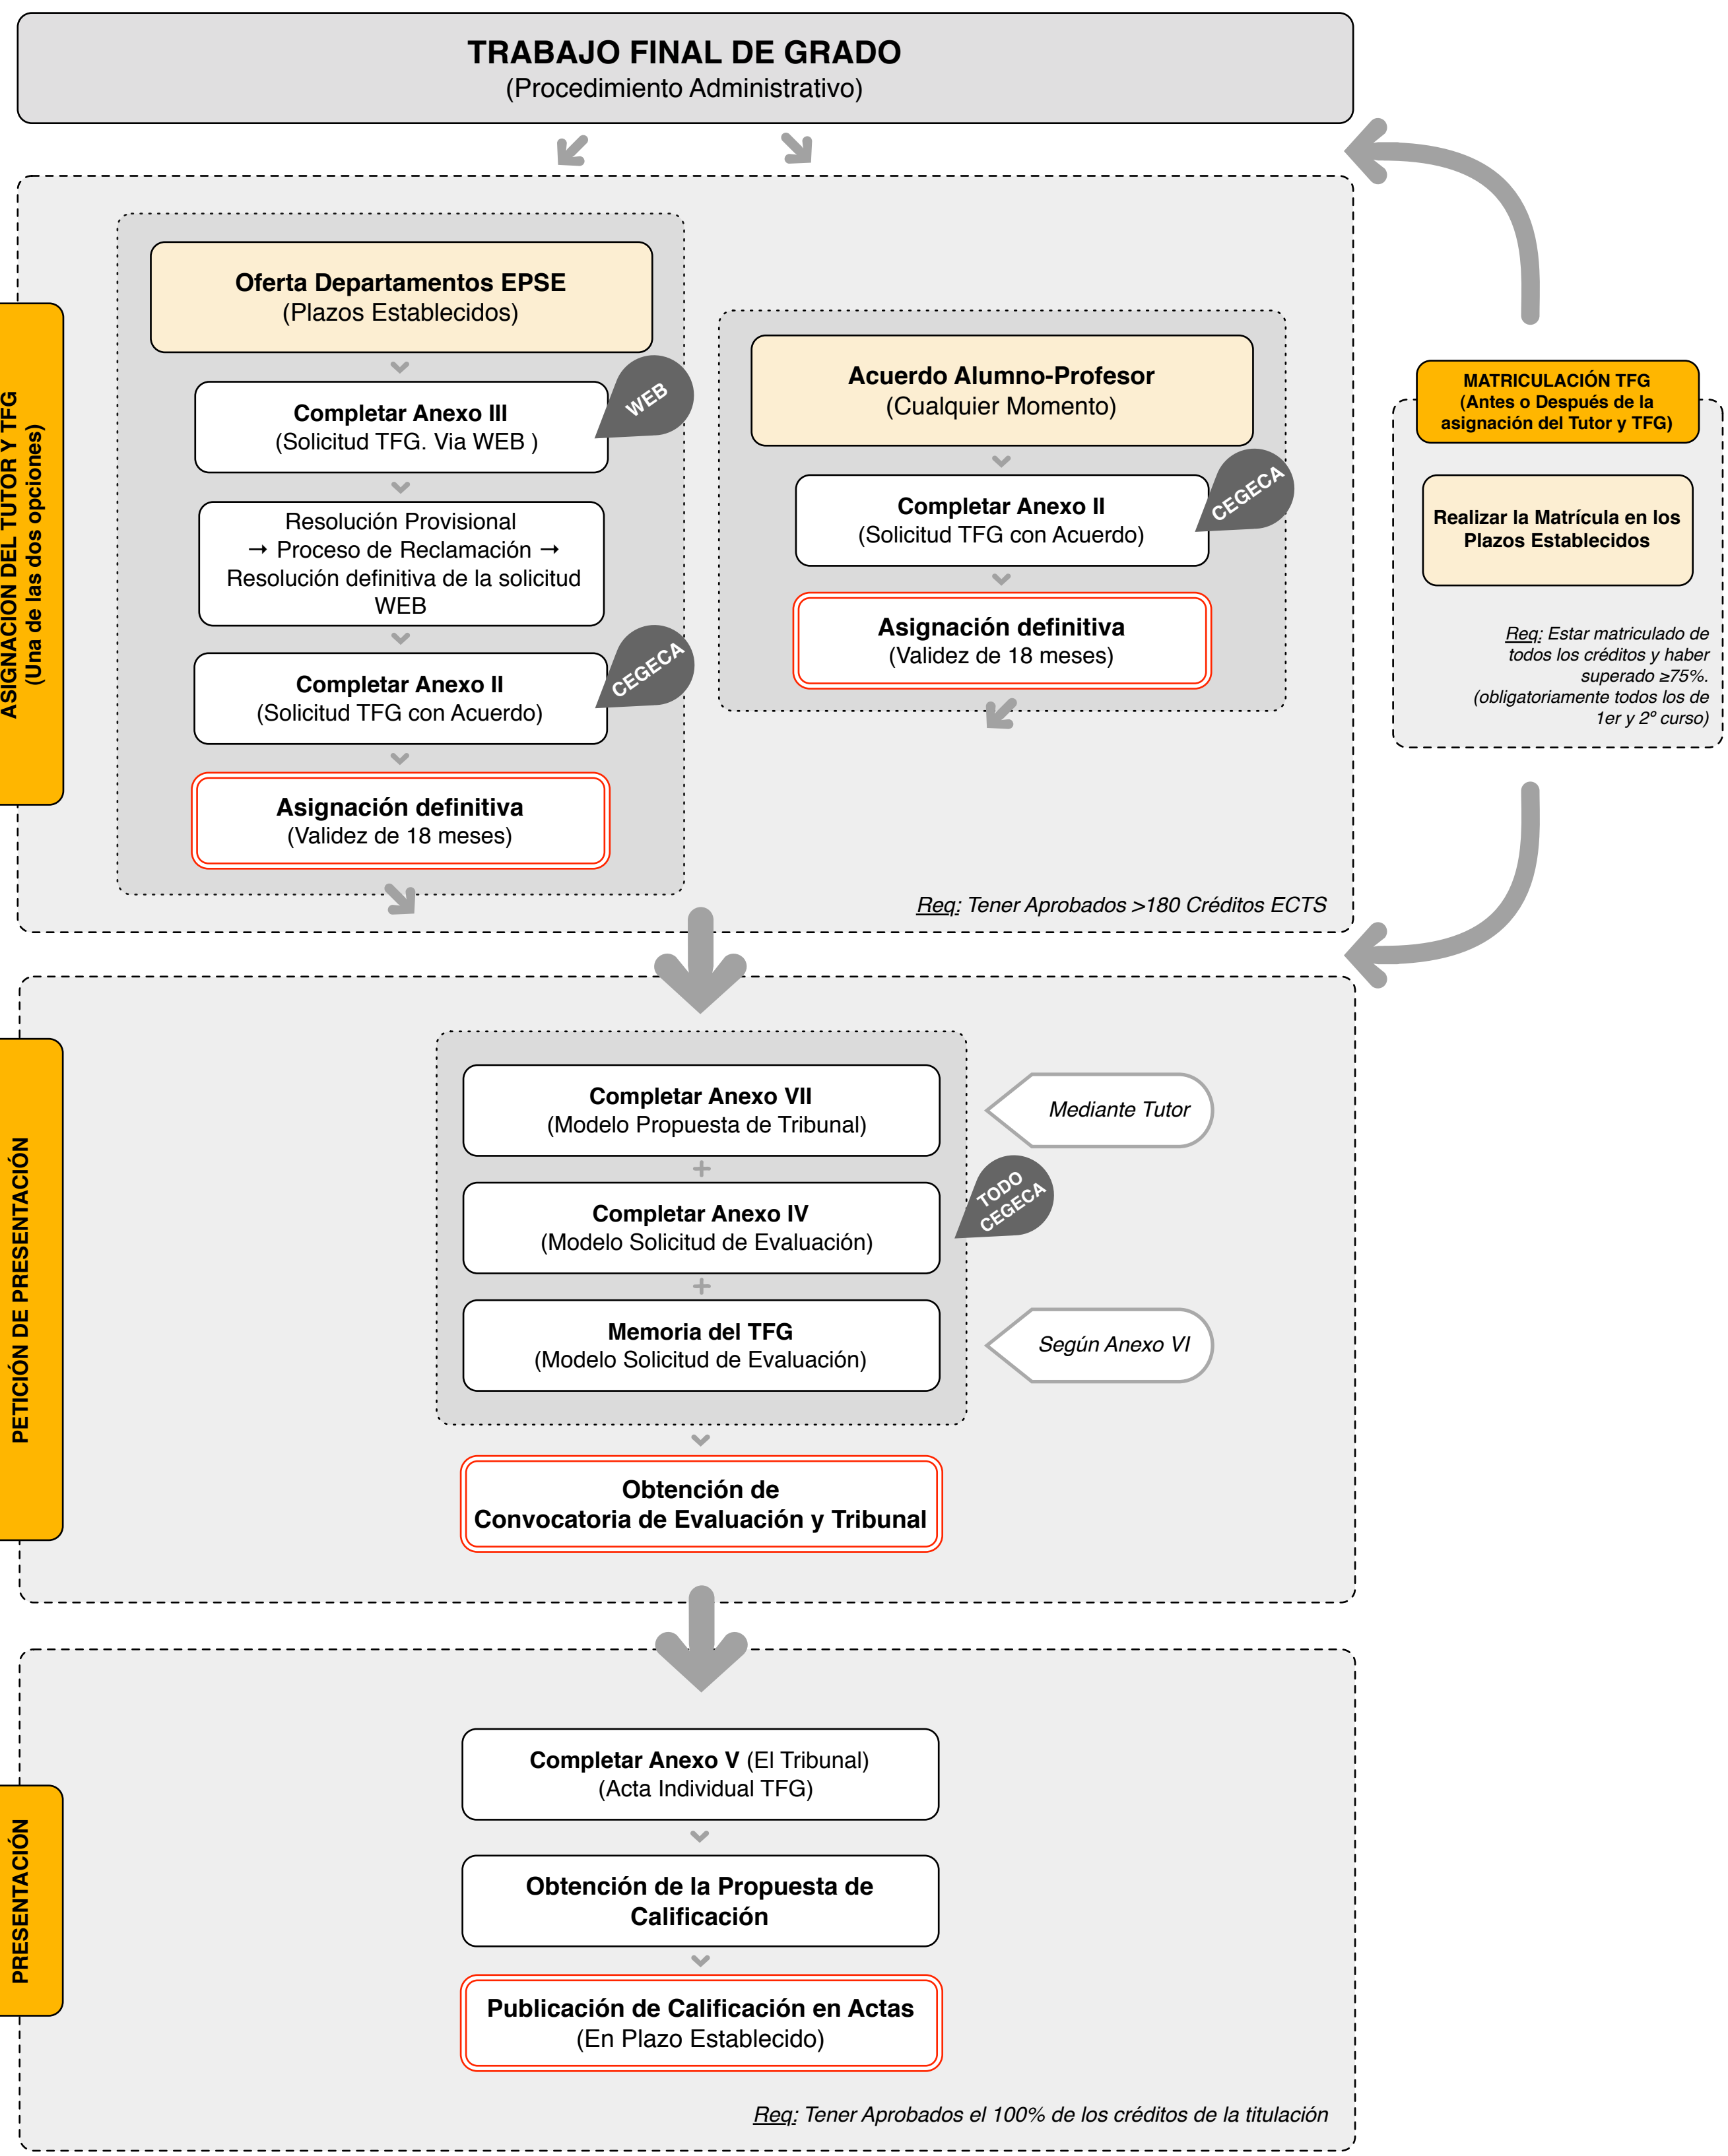 TRABAJO FINAL DE GRADO
(Procedimiento Administrativo)
ASIGNACIÓN DEL TUTOR Y TFG
(Una de las dos opciones)
Oferta Departamentos EPSE
(Plazos Establecidos)
Completar Anexo III
(Solicitud TFG. Via WEB )
WEB
Resolución Provisional
→ Proceso de Reclamación →
Resolución definitiva de la solicitud
WEB
Completar Anexo II
(Solicitud TFG con Acuerdo)
CEGECA
Asignación definitiva
(Validez de 18 meses)
Acuerdo Alumno-Profesor
(Cualquier Momento)
Completar Anexo II
(Solicitud TFG con Acuerdo)
CEGECA
Asignación definitiva
(Validez de 18 meses)
Req: Tener Aprobados >180 Créditos ECTS
MATRICULACIÓN TFG
(Antes o Después de la
asignación del Tutor y TFG)
Realizar la Matrícula en los
Plazos Establecidos
Req: Estar matriculado de
todos los créditos y haber
superado ≥75%.
(obligatoriamente todos los de
1er y 2º curso)
PETICIÓN DE PRESENTACIÓN
Completar Anexo VII
(Modelo Propuesta de Tribunal)
Mediante Tutor
+
Completar Anexo IV
(Modelo Solicitud de Evaluación)
TODO
CEGECA
+
Memoria del TFG
(Modelo Solicitud de Evaluación)
Según Anexo VI
Obtención de
Convocatoria de Evaluación y Tribunal
PRESENTACIÓN
Completar Anexo V (El Tribunal)
(Acta Individual TFG)
Obtención de la Propuesta de
Calificación
Publicación de Calificación en Actas
(En Plazo Establecido)
Req: Tener Aprobados el 100% de los créditos de la titulación